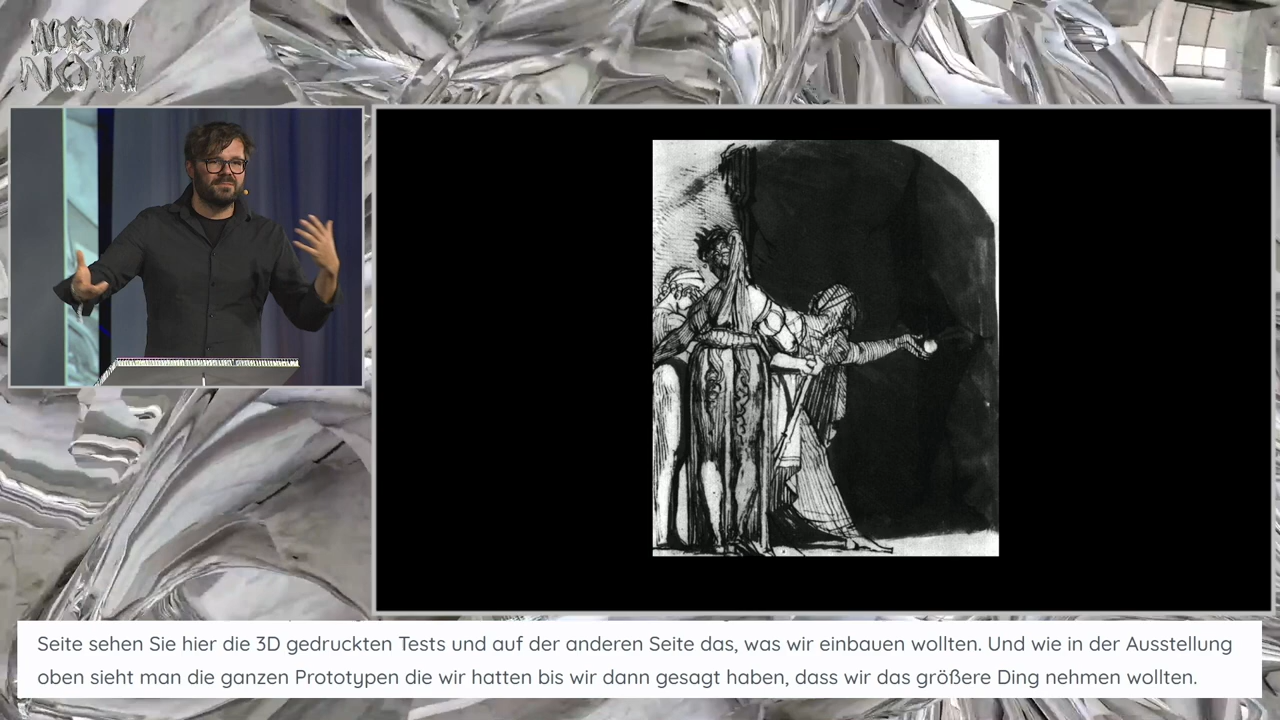 NEW
NOW
Seite sehen Sie hier die 3D gedruckten Tests und auf der anderen Seite das, was wir einbauen wollten. Und wie in der Ausstellung
oben sieht man die ganzen Prototypen die wir hatten bis wir dann gesagt haben, dass wir das größere Ding nehmen wollten.